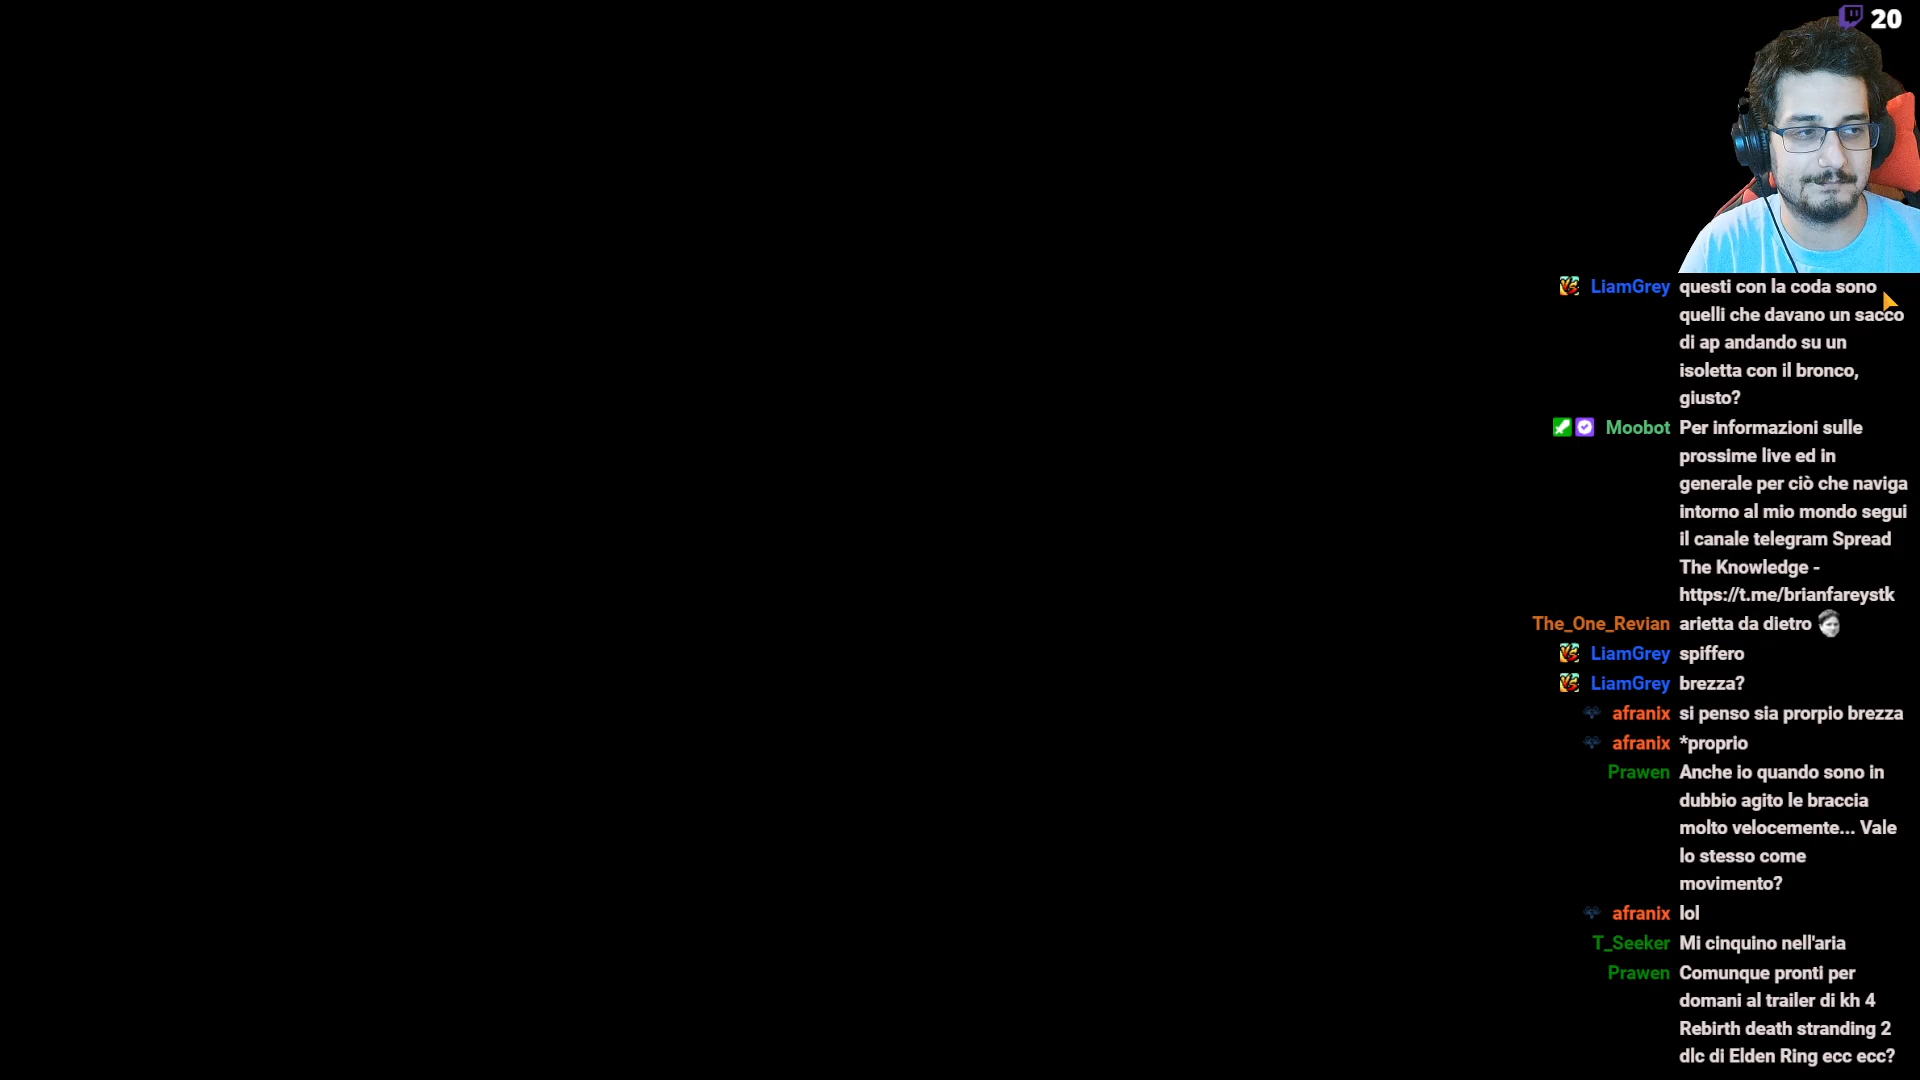 20
LiamGrey questi con la coda sono
quelli che davano un sacco
di ap andando su un
isoletta con il bronco,
giusto?
Moobot Per informazioni sulle
prossime live ed in
generale per ciò che naviga
intorno al mio mondo segui
il canale telegram Spread
The Knowledge -
https://t.me/brianfareystk
The_One_Revian arietta da dietro
LiamGrey spiffero
LiamGrey brezza?
afranix si penso sia prorpio brezza
afranix *proprio
Prawen Anche io quando sono in
dubbio agito le braccia
molto velocemente... Vale
lo stesso come
movimento?
afranix lol
T_Seeker Mi cinquino nell'aria
Prawen Comunque pronti per
domani al trailer di kh 4
Rebirth death stranding 2
dlc di Elden Ring ecc ecc?